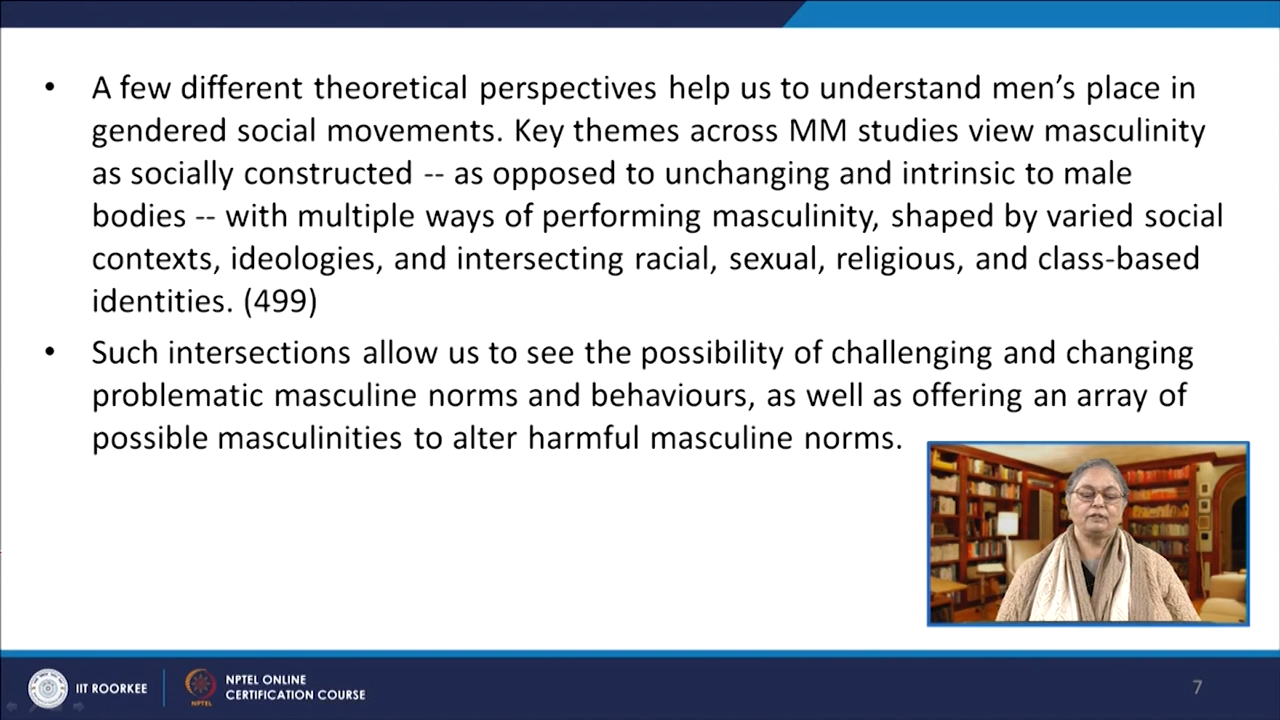 • A few different theoretical perspectives help us to understand men's place in
gendered social movements. Key themes across MM studies view masculinity
as socially constructed -- as opposed to unchanging and intrinsic to male
bodies -- with multiple ways of performing masculinity, shaped by varied social
contexts, ideologies, and intersecting racial, sexual, religious, and class-based
identities. (499)
• Such intersections allow us to see the possibility of challenging and changing
problematic masculine norms and behaviours, as well as offering an array of
possible masculinities to alter harmful masculine norms.
IIT ROORKEE
NPTEL
NPTEL ONLINE
CERTIFICATION COURSE
7